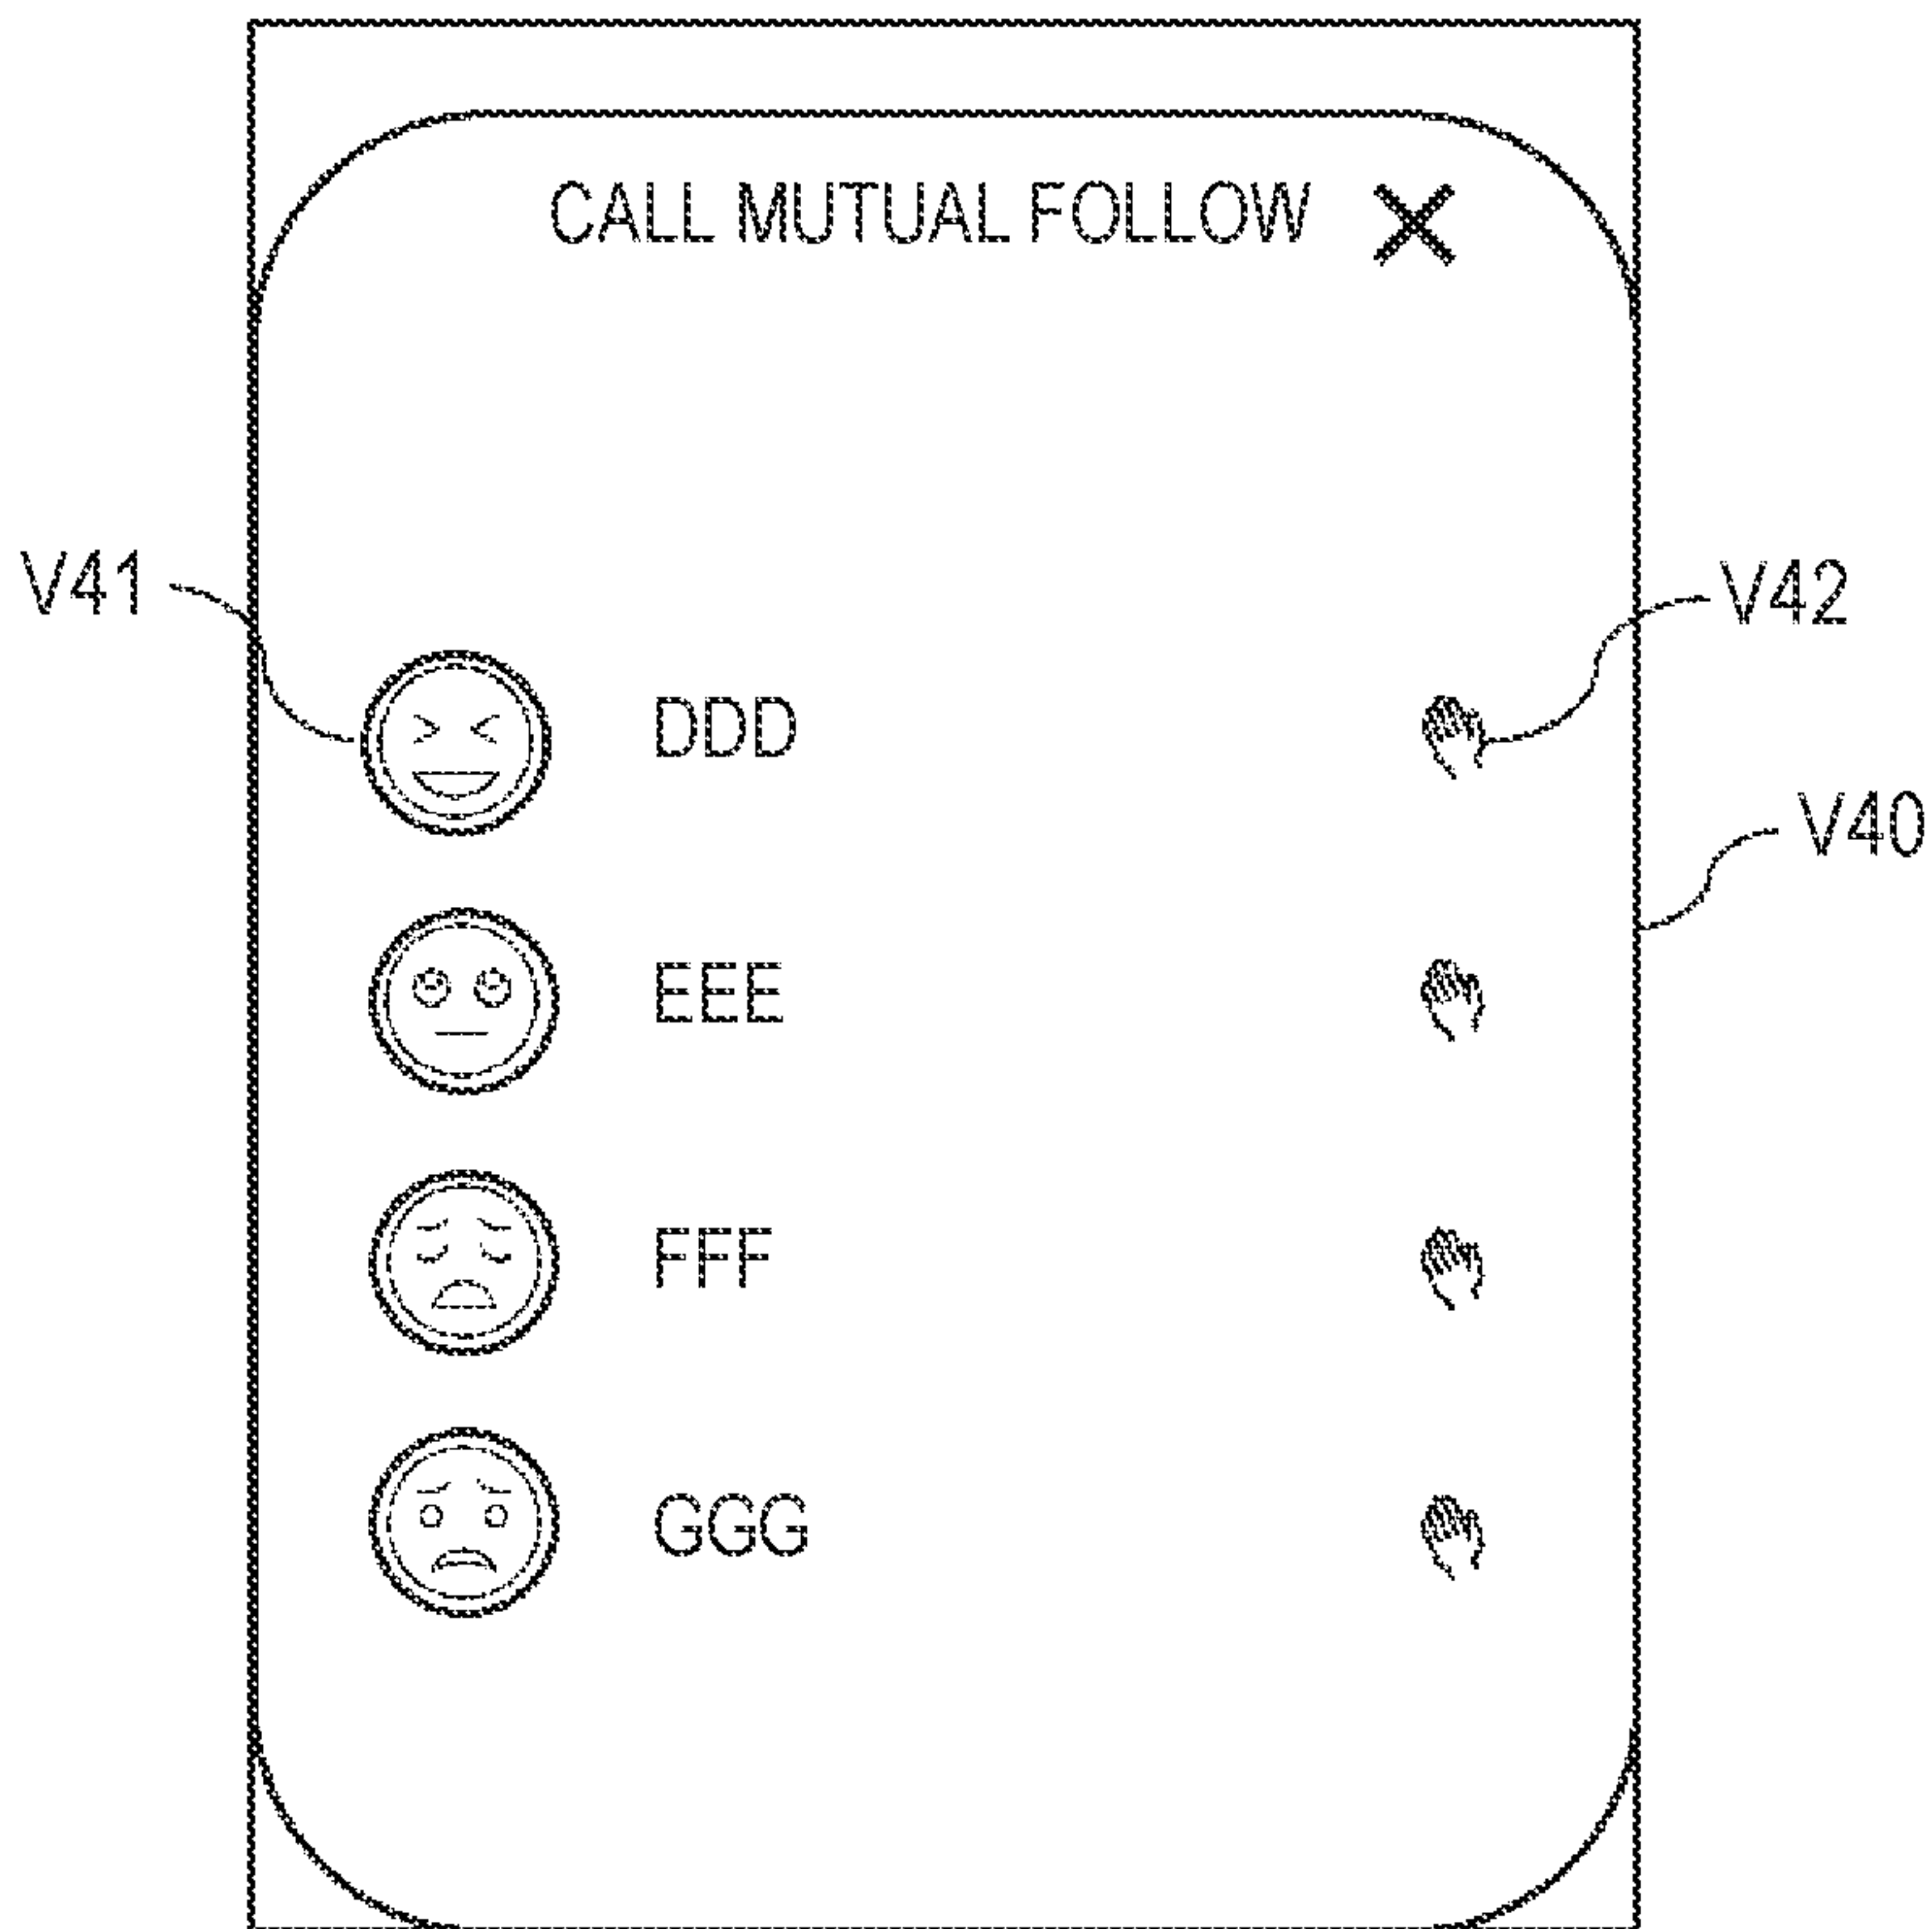 CALL MUTUAL FOLLOW
V41
V42
DDD
V40
EEE
FFF
GGG